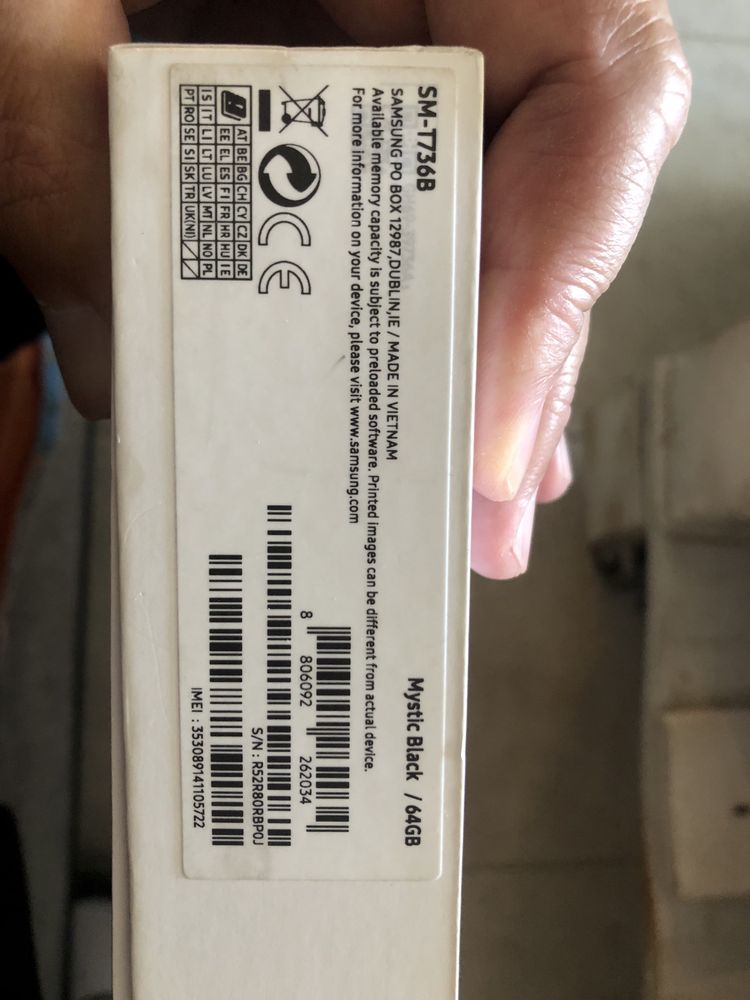 SM-T736B
Mystic Black / 64GB
SAMSUNG PO BOX 12987,DUBLIN,IE / MADE IN VIETNAM
Available memory capacity is subject to preloaded software. Printed images can be different from actual device.
For more information on your device, please visit www.samsung.com
CE
AT BE BG CH CY CZ DK DE
EE EL ES FI FR HR HU IE
IS IT LI LT LU LV MT NL NO PL
PT RO SE SI SK TR UK(NI)
8 806092 262034
S/N : R52R80RBP0J
IMEI : 353089141105722